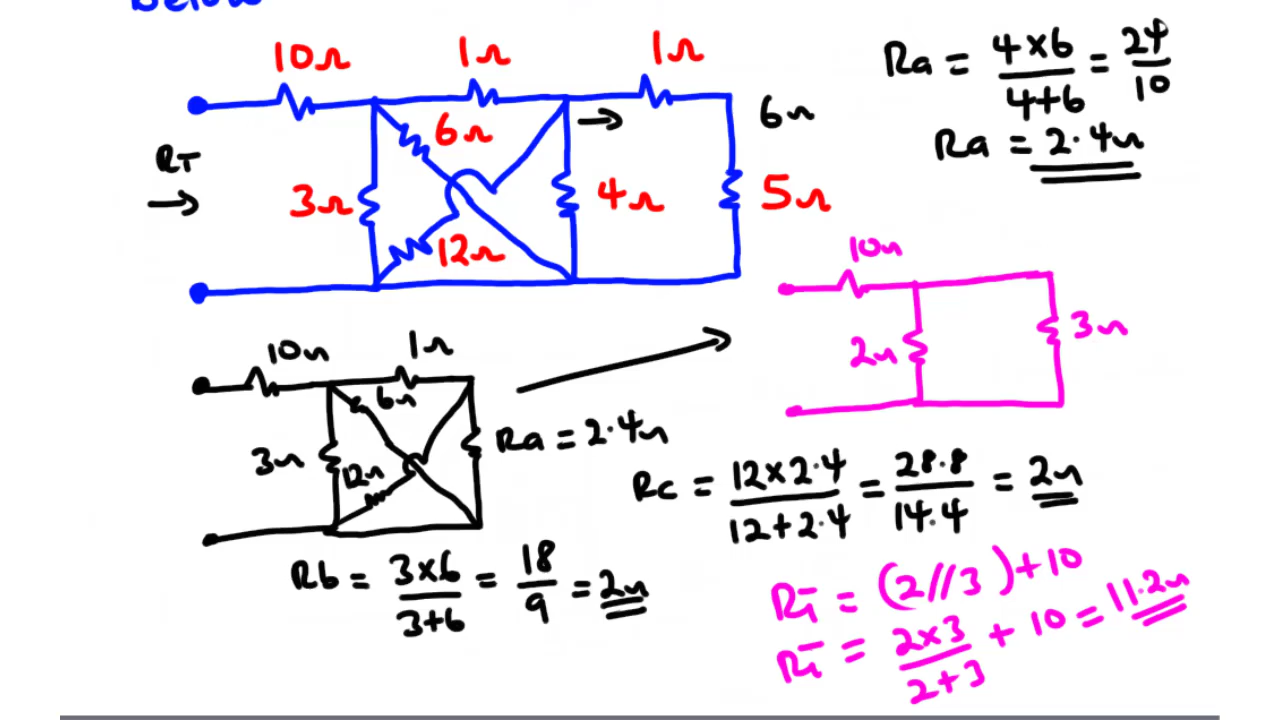 below
10Ω 1Ω 1Ω
6Ω
RT
3Ω 6Ω 4Ω 5Ω
12Ω
Ra = 4×6/4+6 = 24/10
Ra = 2.4Ω
10Ω 1Ω
6Ω
3Ω 12Ω Ra = 2.4Ω
Rb = 3×6/3+6 = 18/9 = 2Ω
10Ω
2Ω 3Ω
Rc = 12×2.4/12+2.4 = 28.8/14.4 = 2Ω
RT = (2//3)+10
RT = 2×3/2+3 + 10 = 11.2Ω